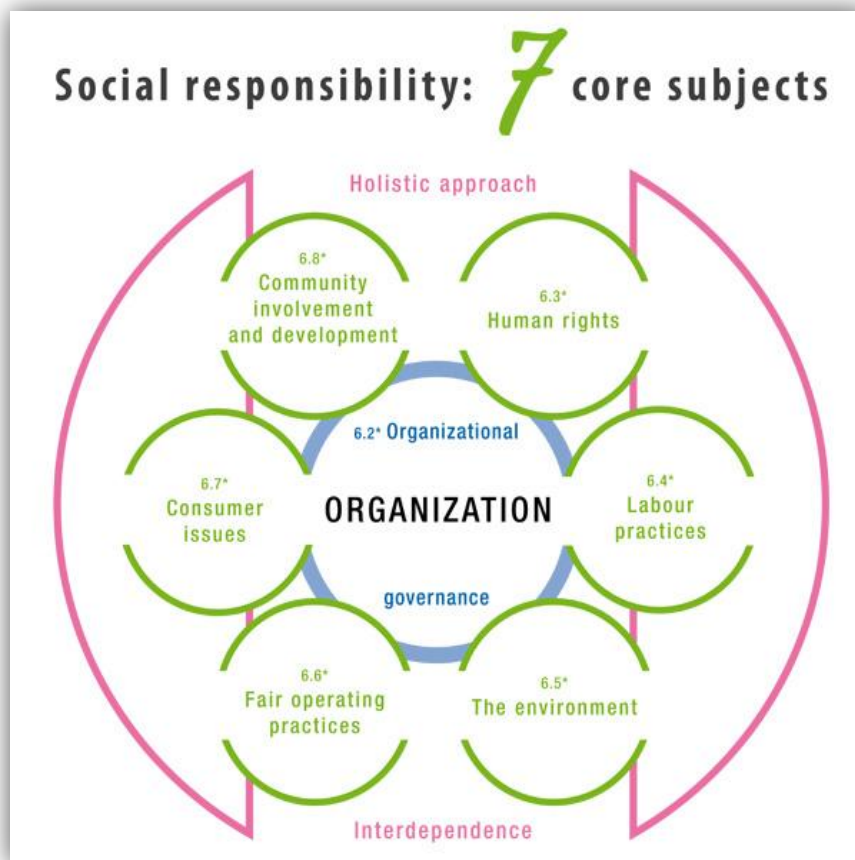 Social responsibility: 7 core subjects
Holistic approach
6.8*
Community
involvement
and development
6.3*
Human rights
6.2* Organizational
6.7*
Consumer
issues
ORGANIZATION
6.4*
Labour
practices
governance
6.6*
Fair operating
practices
6.5*
The environment
Interdependence